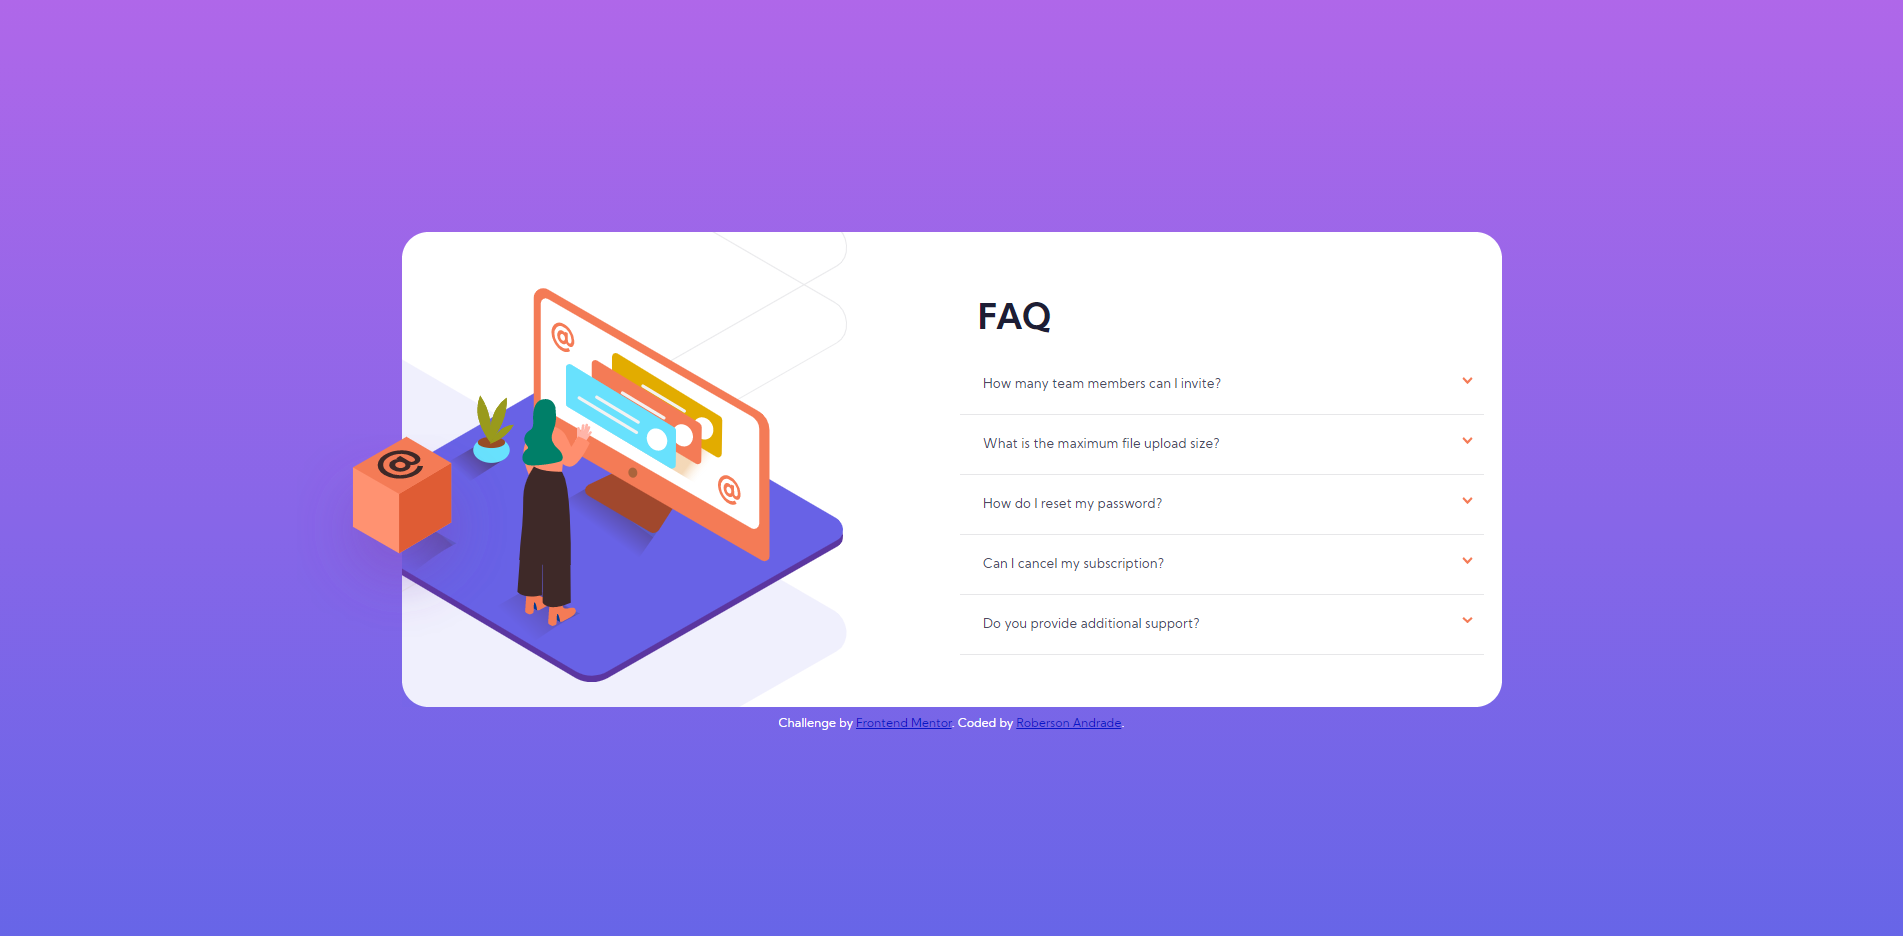 @
@
@
FAQ
How many team members can I invite?
What is the maximum file upload size?
How do I reset my password?
Can I cancel my subscription?
Do you provide additional support?
Challenge by Frontend Mentor. Coded by Roberson Andrade.